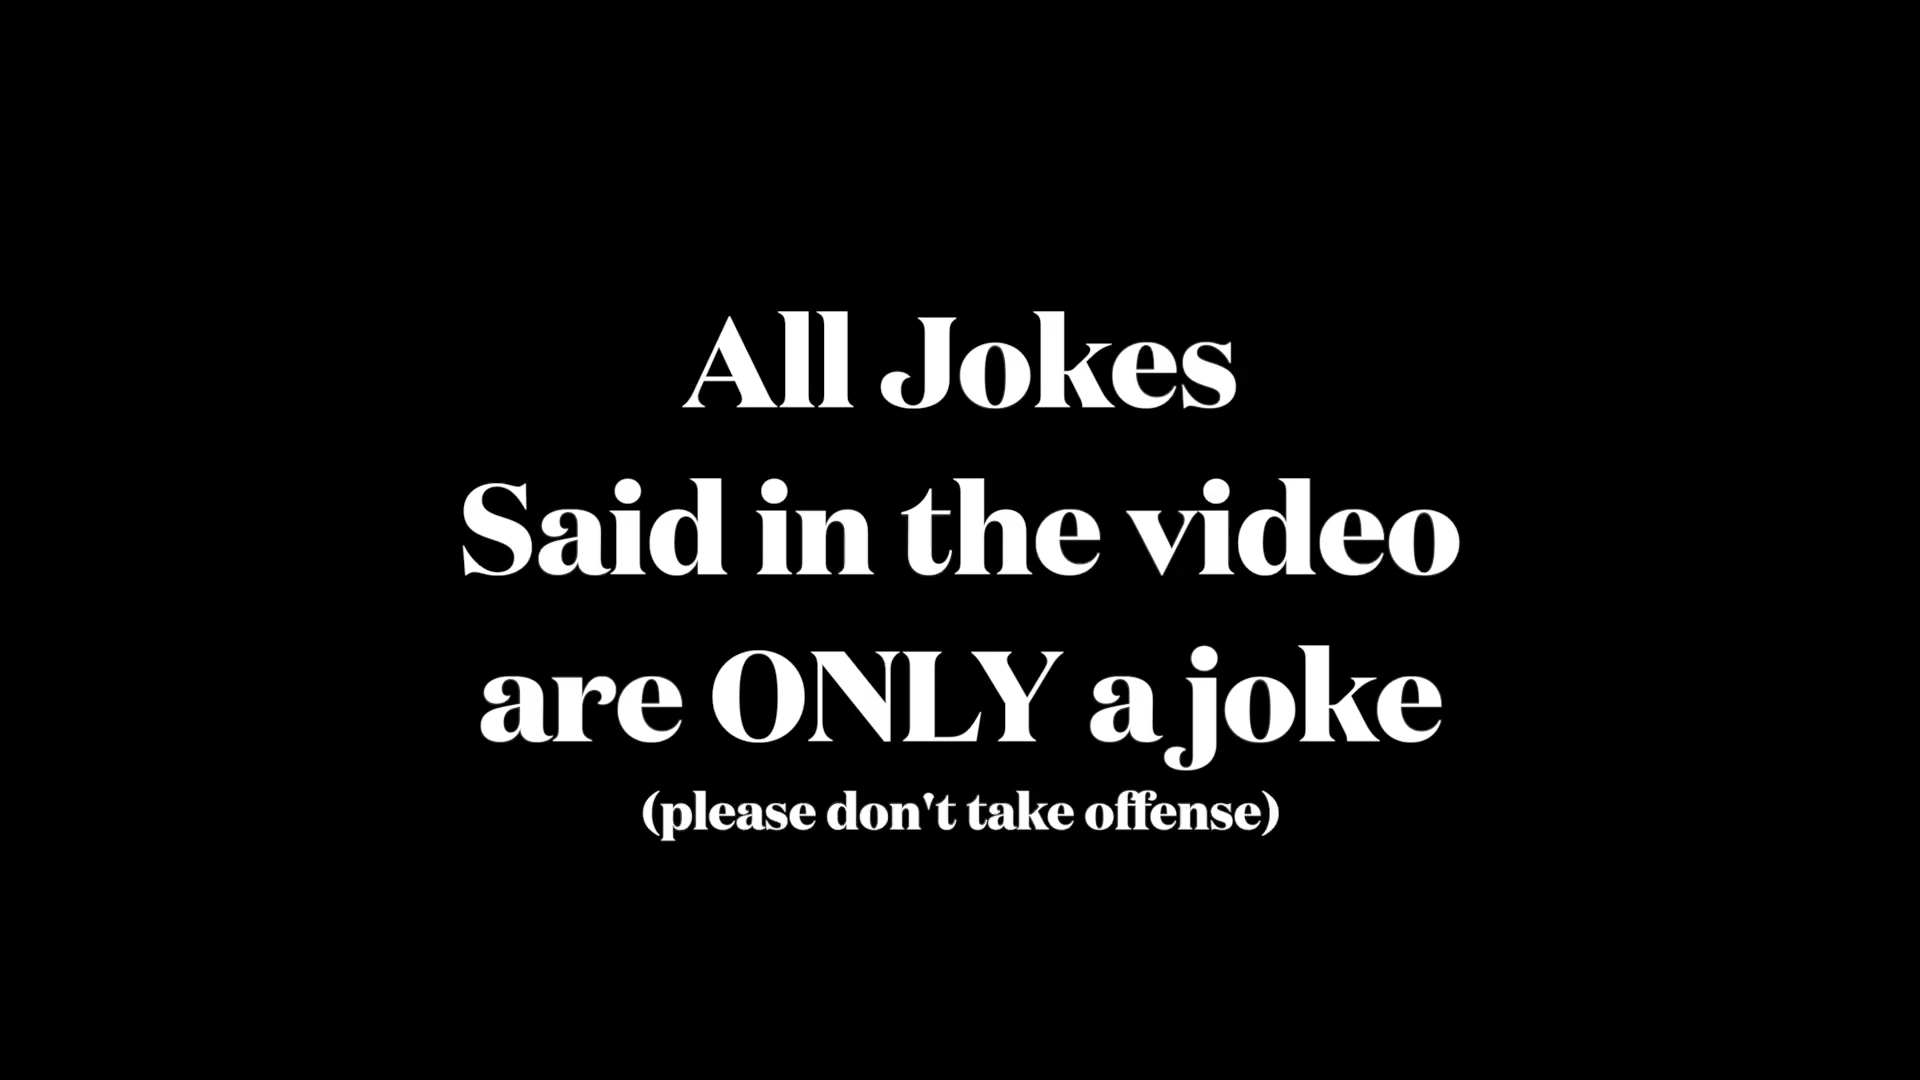 All Jokes
Said in the video
are ONLY a joke
(please don't take offense)